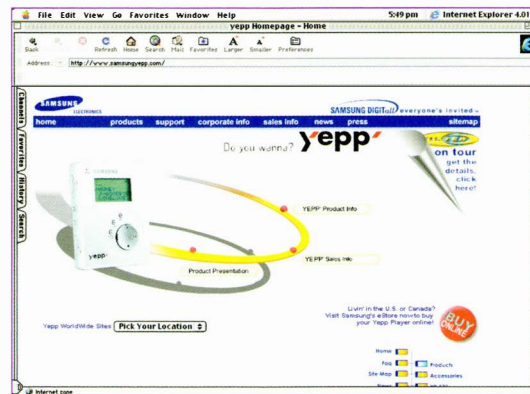 File Edit View Go Favorites Window Help 5:49 pm Internet Explorer 4.01
yepp Homepage - Home
Back Refresh Home Search Mail Favorites Larger Smaller Preferences
Address: http://www.samsungyepp.com/
Channels
Favorites
History
Search
SAMSUNG
ELECTRONICS
SAMSUNG DIGITall everyone's invited
home products support corporate info sales info news press sitemap
Do you wanna? yepp'
on tour
get the
details,
click
here!
SAMSUNG
yepp'
YEPP' Product Info
YEPP' Sales Info
Product Presentation
Livin' in the U.S. or Canada?
Visit Samsung's eStore now to buy
your Yepp Player online!
BUY
ONLINE
Yepp WorldWide Sites Pick Your Location
Home
Faq Products
Site Map Accessories
Internet zone